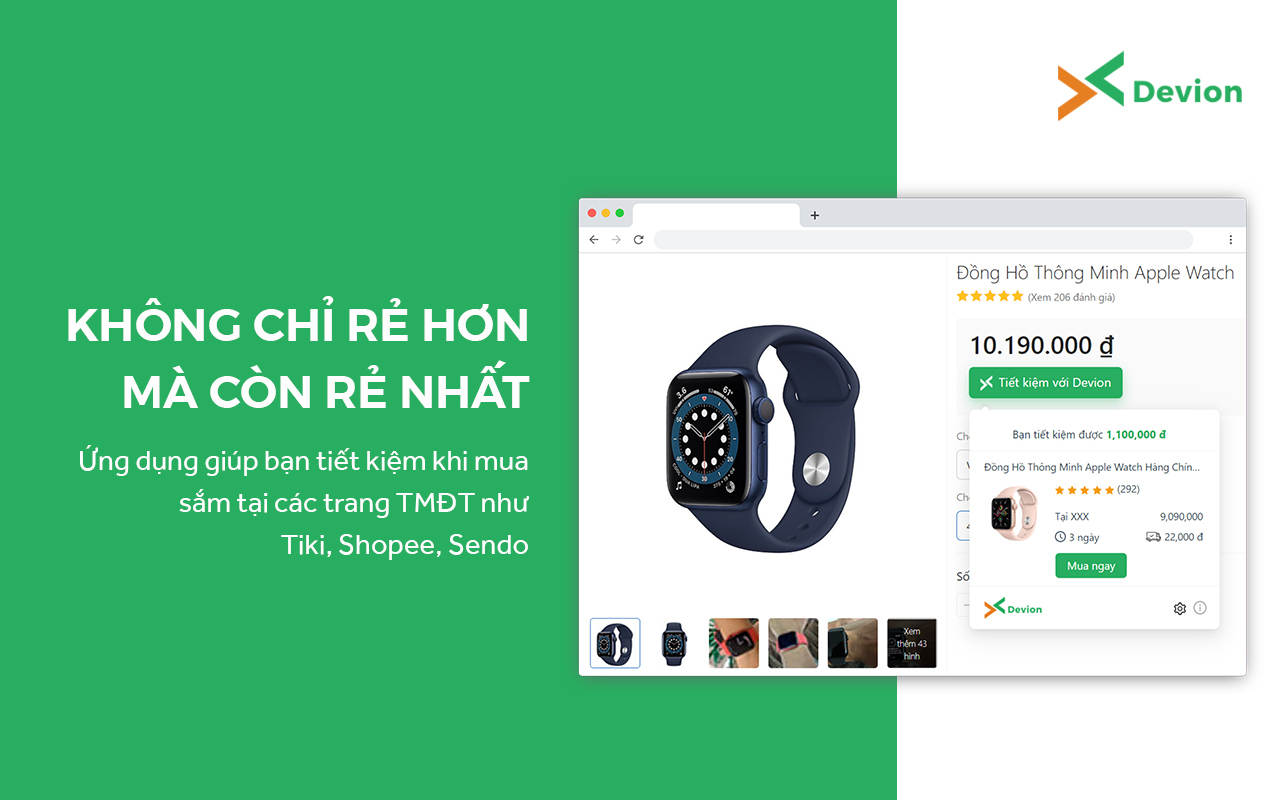 Devion
KHÔNG CHỈ RẺ HƠN
MÀ CÒN RẺ NHẤT
Ứng dụng giúp bạn tiết kiệm khi mua
sắm tại các trang TMĐT như
Tiki, Shopee, Sendo
Đồng Hồ Thông Minh Apple Watch
(Xem 206 đánh giá)
10.190.000 ₫
Tiết kiệm với Devion
Bạn tiết kiệm được 1,100,000 đ
Đồng Hồ Thông Minh Apple Watch Hàng Chín...
(292)
Tại XXX 9,090,000
3 ngày 22,000 đ
Mua ngay
Devion
Số
Xem
thêm 43
hình